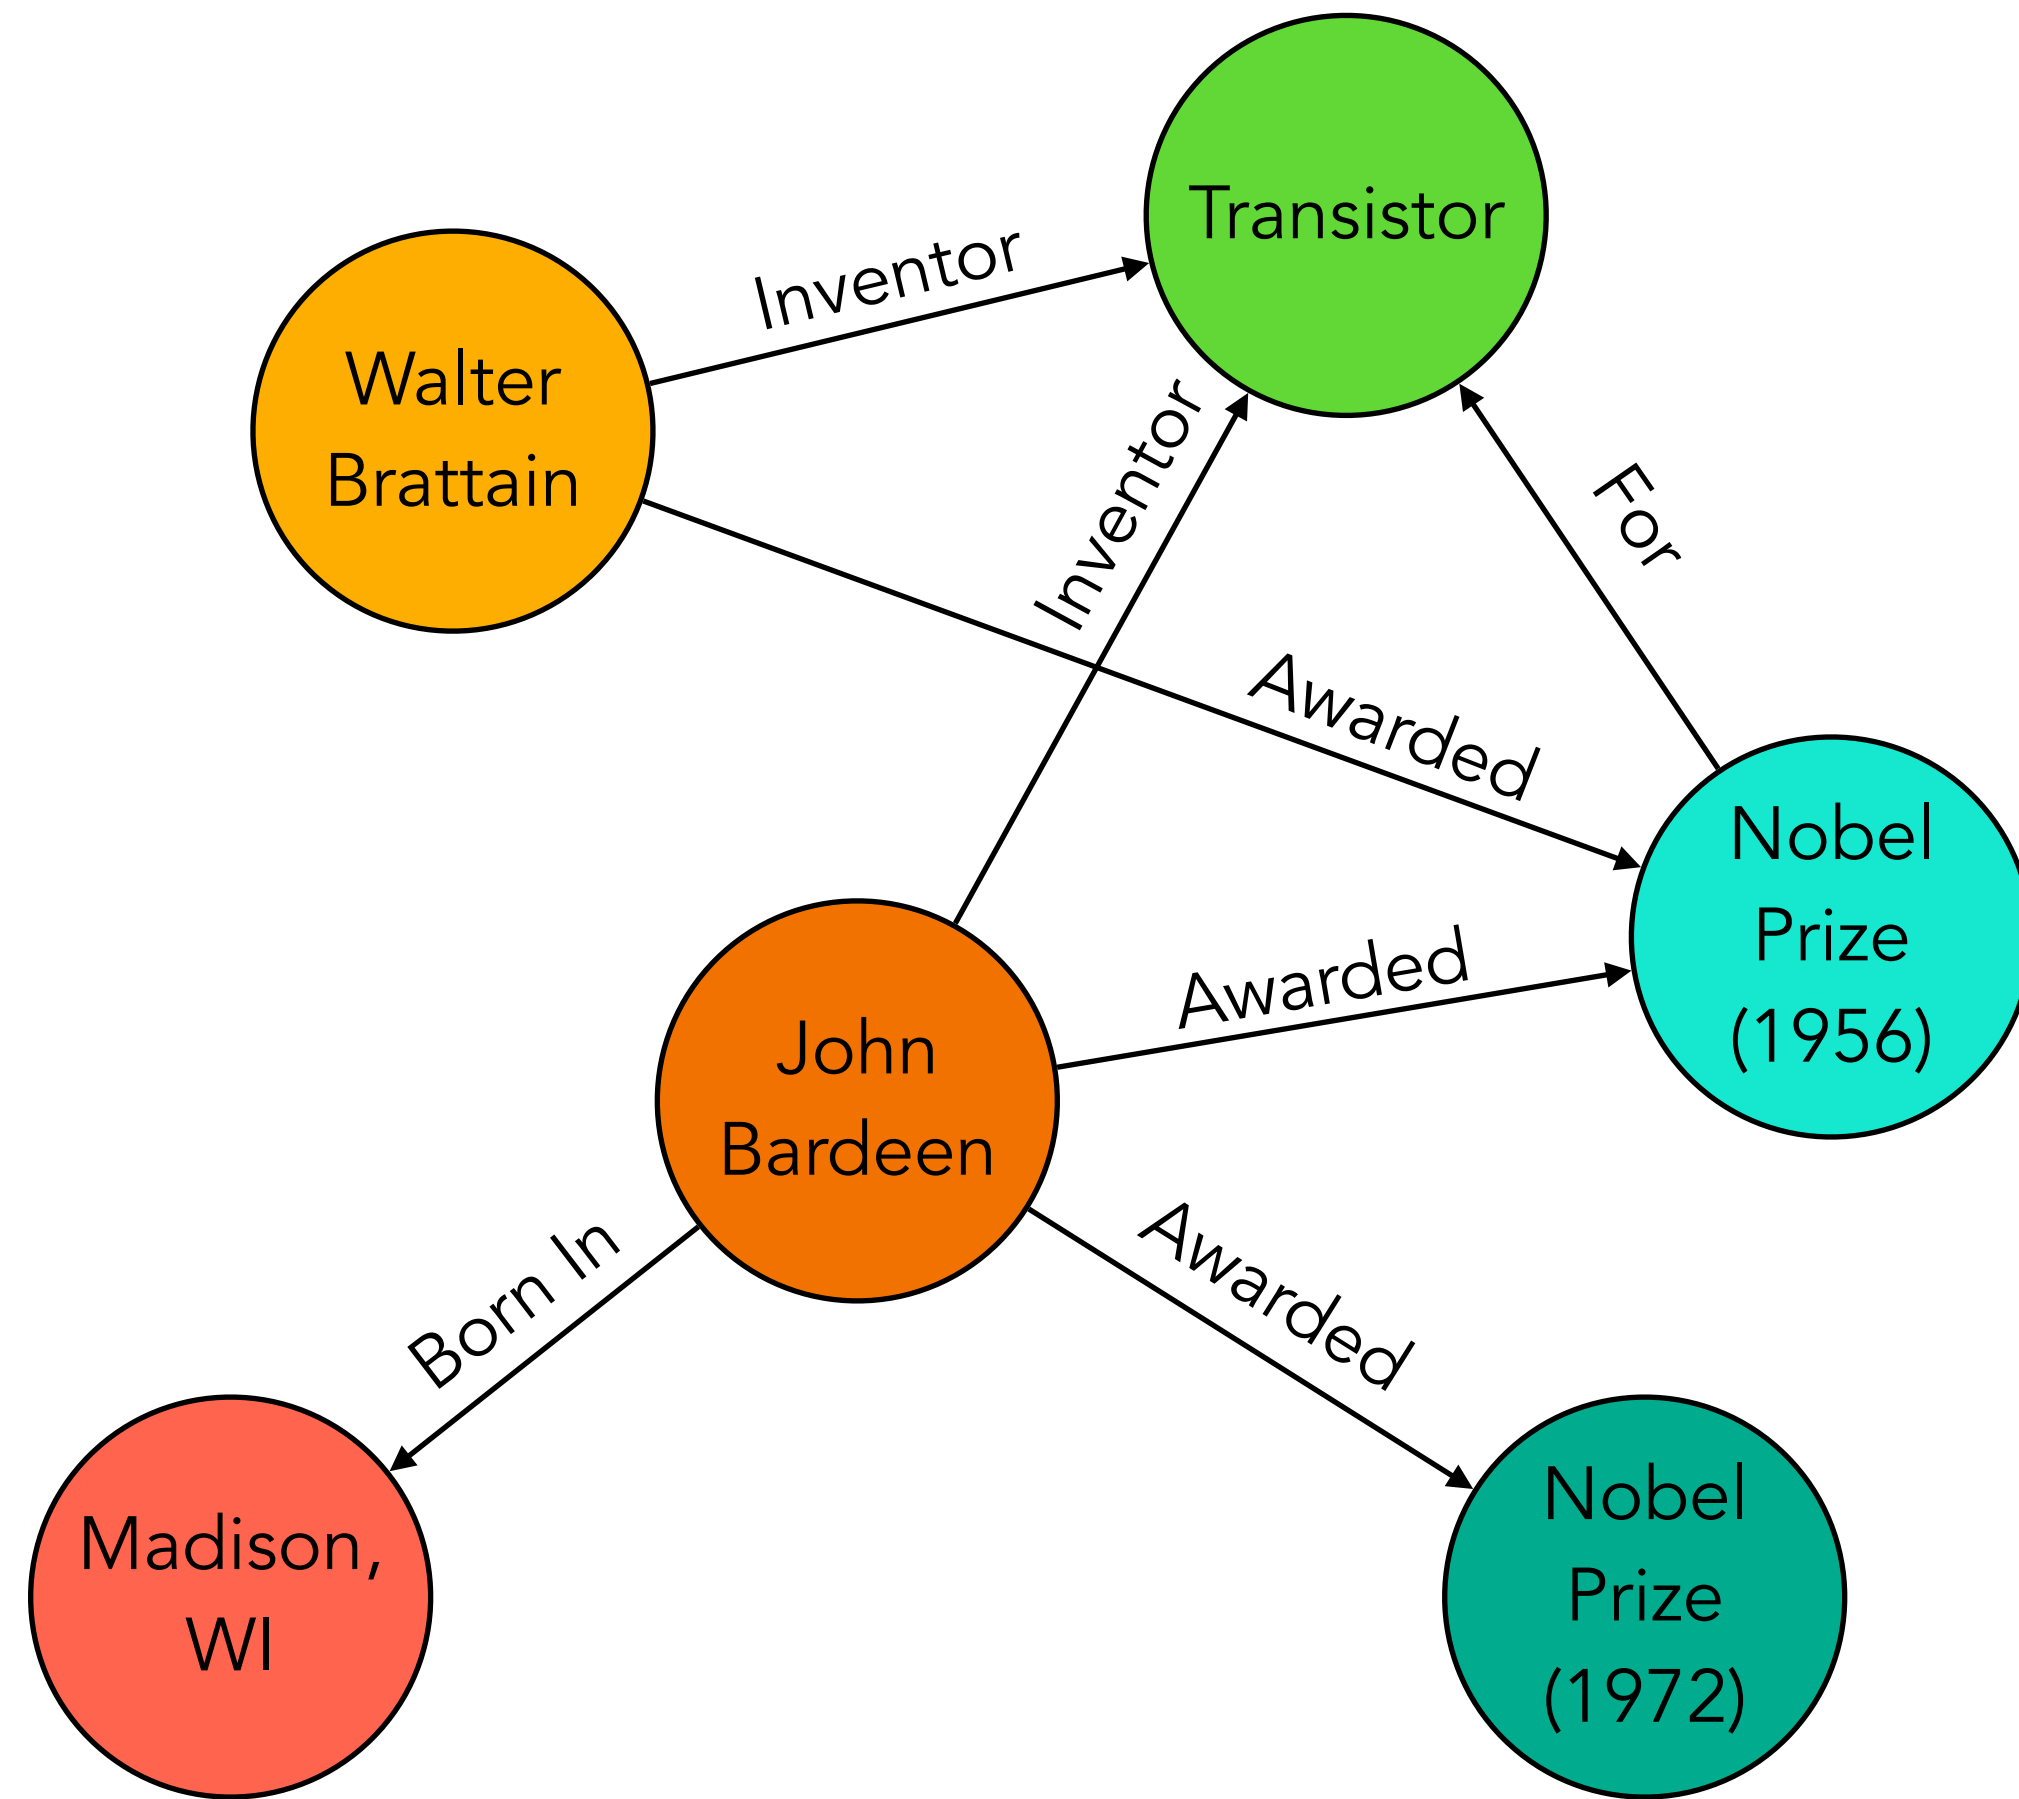 Transistor
Inventor
Walter
Brattain
Inventor
For
Awarded
Nobel
Prize
(1956)
Awarded
John
Bardeen
Born In
Awarded
Madison,
WI
Nobel
Prize
(1972)